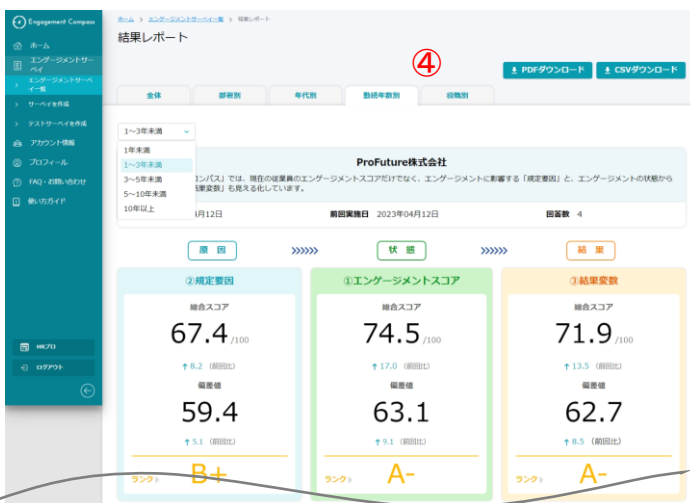 Engagement Compass
ホーム
エンゲージメントサー
ベイ
エンゲージメントサーベ
イ一覧
サーベイを作成
テストサーベイを作成
アカウント情報
プロフィール
FAQ・お問い合わせ
使い方ガイド
HRプロ
ログアウト
ホーム > エンゲージメントサーベイ一覧 > 結果レポート
結果レポート
④
PDFダウンロード
CSVダウンロード
全体
部署別
年代別
勤続年数別
役職別
1~3年未満
1年未満
1~3年未満
3~5年未満
5~10年未満
10年以上
ProFuture株式会社
コンパス」では、現在の従業員のエンゲージメントスコアだけでなく、エンゲージメントに影響する「規定要因」と、エンゲージメントの状態から
結果変数」も見える化しています。
月12日
前回実施日 2023年04月12日
回答数 4
原 因
»»»
状 態
»»»
結 果
②規定要因
総合スコア
67.4 /100
↑ 8.2 (前回比)
偏差値
59.4
↑ 5.1 (前回比)
ランク» B+
①エンゲージメントスコア
総合スコア
74.5 /100
↑ 17.0 (前回比)
偏差値
63.1
↑ 9.1 (前回比)
ランク» A-
③結果変数
総合スコア
71.9 /100
↑ 13.5 (前回比)
偏差値
62.7
↑ 8.5 (前回比)
ランク» A-